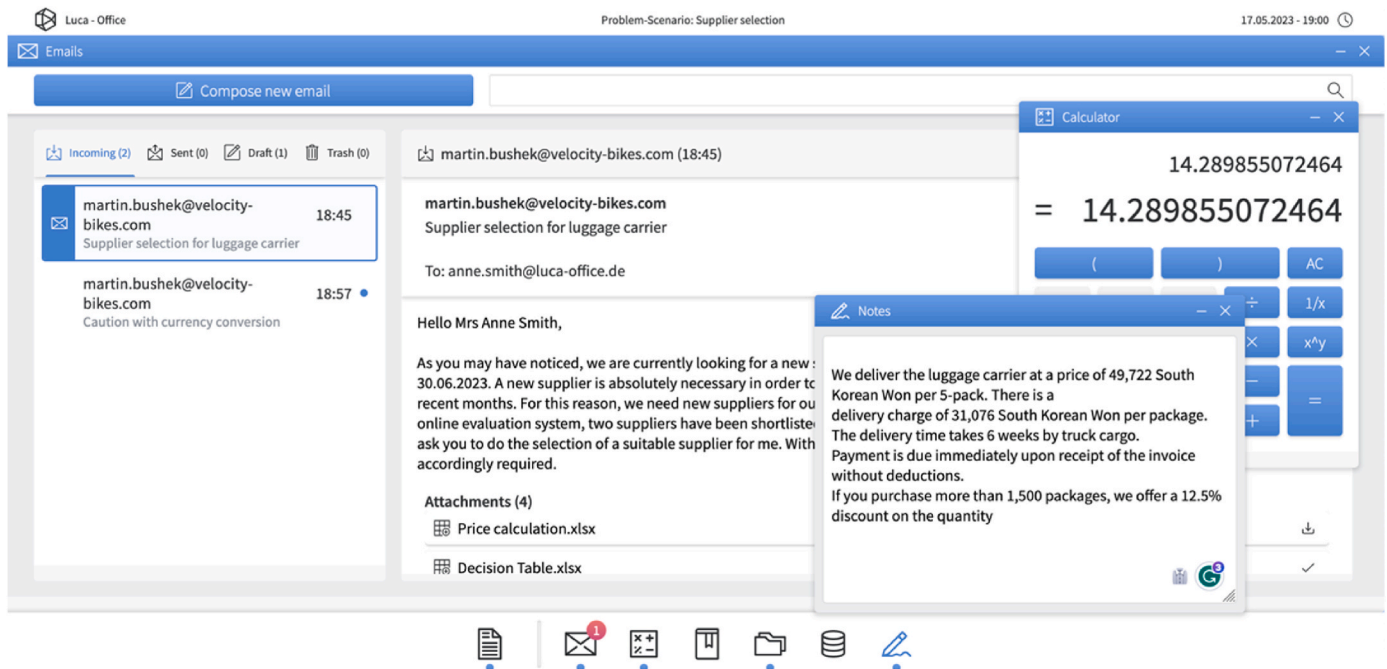 Luca - Office
Problem-Scenario: Supplier selection
17.05.2023 - 19:00
Emails
Compose new email
Incoming (2)
Sent (0)
Draft (1)
Trash (0)
martin.bushek@velocity-
bikes.com
18:45
Supplier selection for luggage carrier
martin.bushek@velocity-
bikes.com
18:57
Caution with currency conversion
martin.bushek@velocity-bikes.com (18:45)
martin.bushek@velocity-bikes.com
Supplier selection for luggage carrier
To: anne.smith@luca-office.de
Hello Mrs Anne Smith,
As you may have noticed, we are currently looking for a new
30.06.2023. A new supplier is absolutely necessary in order to
recent months. For this reason, we need new suppliers for
online evaluation system, two suppliers have been
ask you to do the selection of a suitable supplier for me. With
accordingly required.
Attachments (4)
Price calculation.xlsx
Decision Table.xlsx
Calculator
14.289855072464
= 14.289855072464
( ) AC
÷ 1/x
× x^y
−
+ =
Notes
We deliver the luggage carrier at a price of 49,722 South
Korean Won per 5-pack. There is a
delivery charge of 31,076 South Korean Won per package.
The delivery time takes 6 weeks by truck cargo.
Payment is due immediately upon receipt of the invoice
without deductions.
If you purchase more than 1,500 packages, we offer a 12.5%
discount on the quantity
3
1